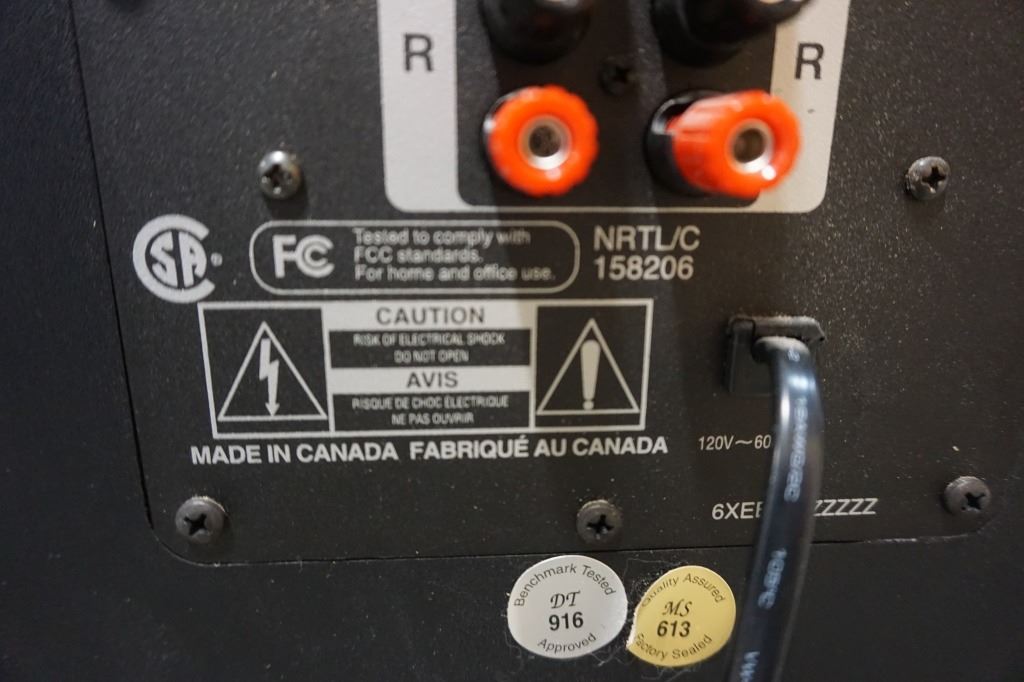 R
R
CSA
FC
Tested to comply with
FCC standards.
For home and office use.
NRTL/C
158206
CAUTION
RISK OF ELECTRICAL SHOCK
DO NOT OPEN
AVIS
RISQUE DE CHOC ÉLECTRIQUE
NE PAS OUVRIR
MADE IN CANADA FABRIQUÉ AU CANADA
120V~60
105°C
Benchmark Tested
DT
916
Approved
Quality Assured
MS
613
Factory Sealed